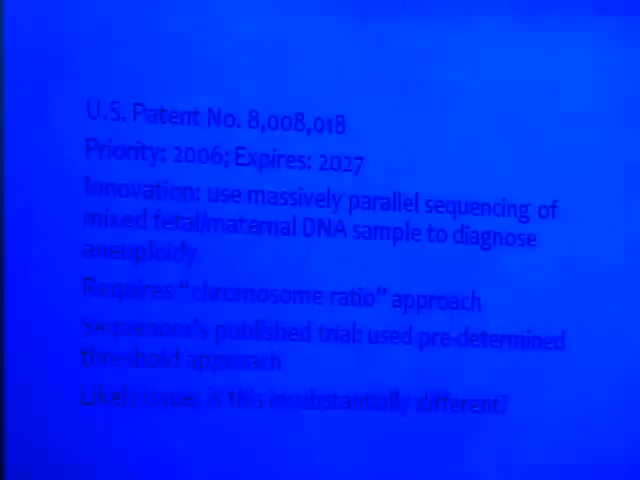 U.S. Patent No. 8,008,018
Priority: 2006; Expires: 2027
Innovation: use massively parallel sequencing of
mixed fetal/maternal DNA sample to diagnose
aneuploidy
Requires "chromosome ratio" approach
Sequenom's published trial: used pre-determined
threshold approach
Likely issue: is this insubstantially different?